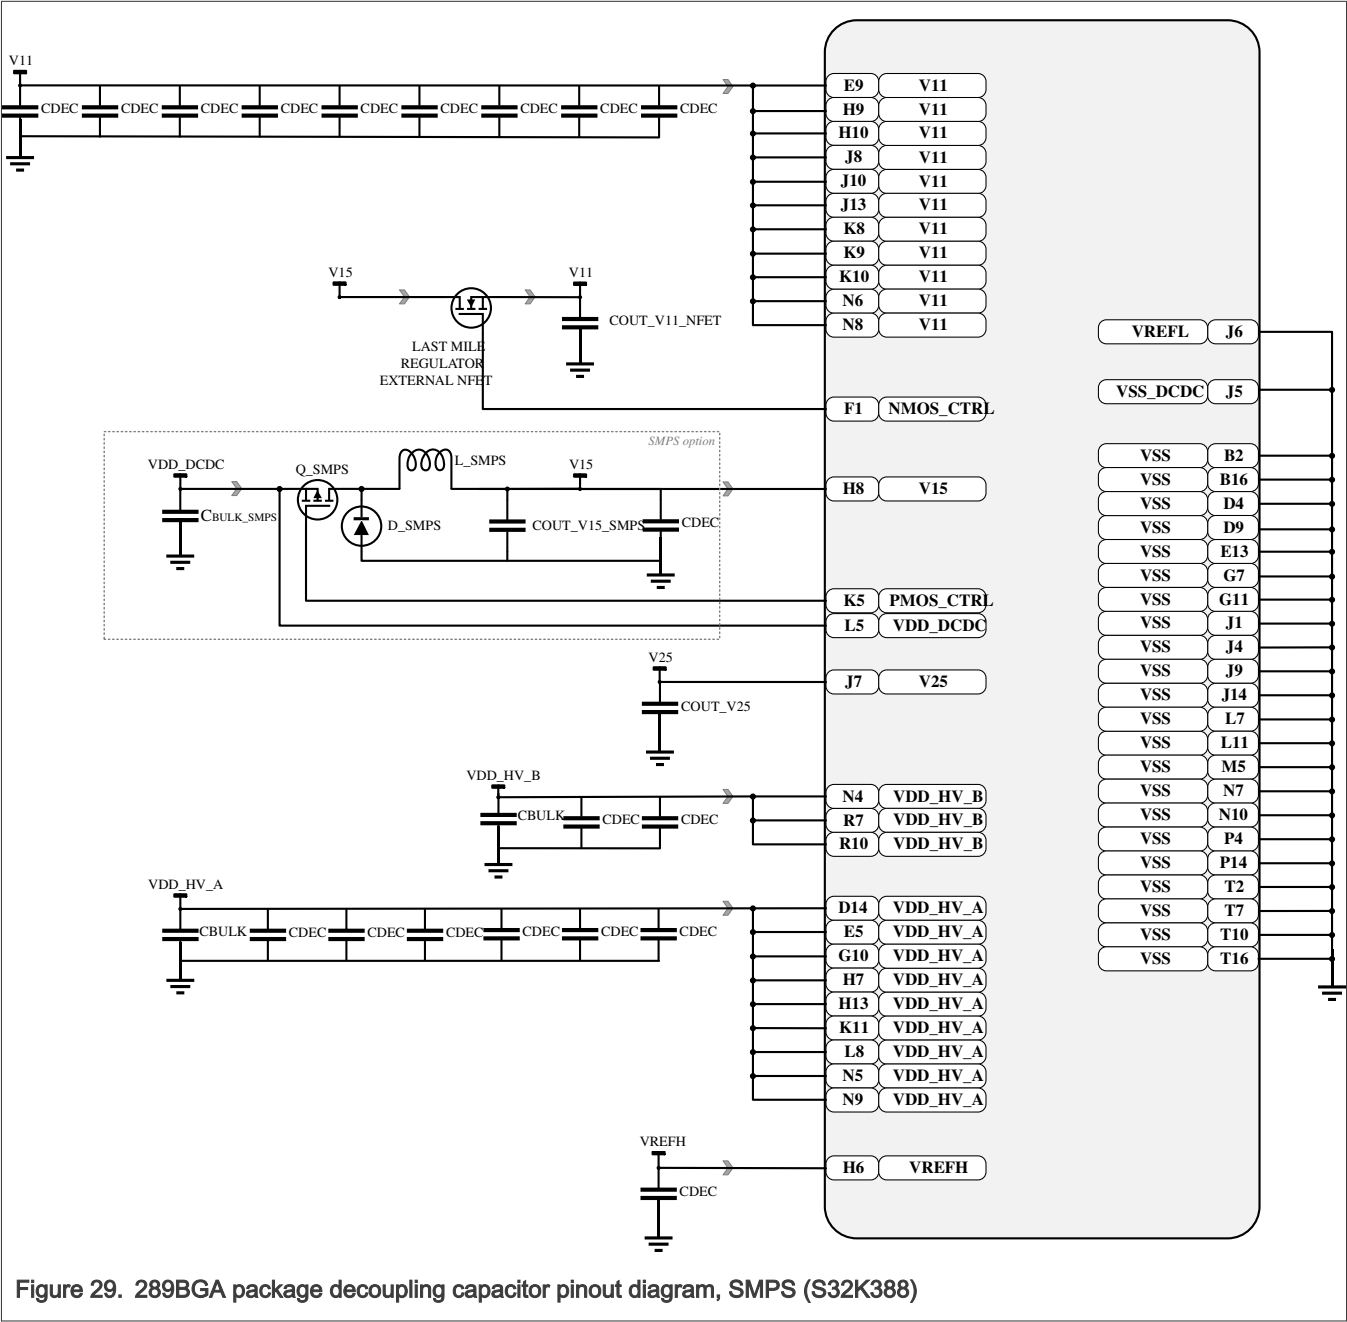 V11
CDEC CDEC CDEC CDEC CDEC CDEC CDEC CDEC CDEC
E9 V11
H9 V11
H10 V11
J8 V11
J10 V11
J13 V11
K8 V11
K9 V11
K10 V11
N6 V11
N8 V11
V15 V11
COUT_V11_NFET
LAST MILE
REGULATOR
EXTERNAL NFET
F1 NMOS_CTRL
SMPS option
VDD_DCDC
Q_SMPS
L_SMPS
V15
CBULK_SMPS
D_SMPS
COUT_V15_SMPS
CDEC
H8 V15
K5 PMOS_CTRL
L5 VDD_DCDC
V25
COUT_V25
J7 V25
VDD_HV_B
CBULK CDEC CDEC
N4 VDD_HV_B
R7 VDD_HV_B
R10 VDD_HV_B
VDD_HV_A
CBULK CDEC CDEC CDEC CDEC CDEC CDEC
D14 VDD_HV_A
E5 VDD_HV_A
G10 VDD_HV_A
H7 VDD_HV_A
H13 VDD_HV_A
K11 VDD_HV_A
L8 VDD_HV_A
N5 VDD_HV_A
N9 VDD_HV_A
VREFH
CDEC
H6 VREFH
VREFL J6
VSS_DCDC J5
VSS B2
VSS B16
VSS D4
VSS D9
VSS E13
VSS G7
VSS G11
VSS J1
VSS J4
VSS J9
VSS J14
VSS L7
VSS L11
VSS M5
VSS N7
VSS N10
VSS P4
VSS P14
VSS T2
VSS T7
VSS T10
VSS T16
Figure 29. 289BGA package decoupling capacitor pinout diagram, SMPS (S32K388)